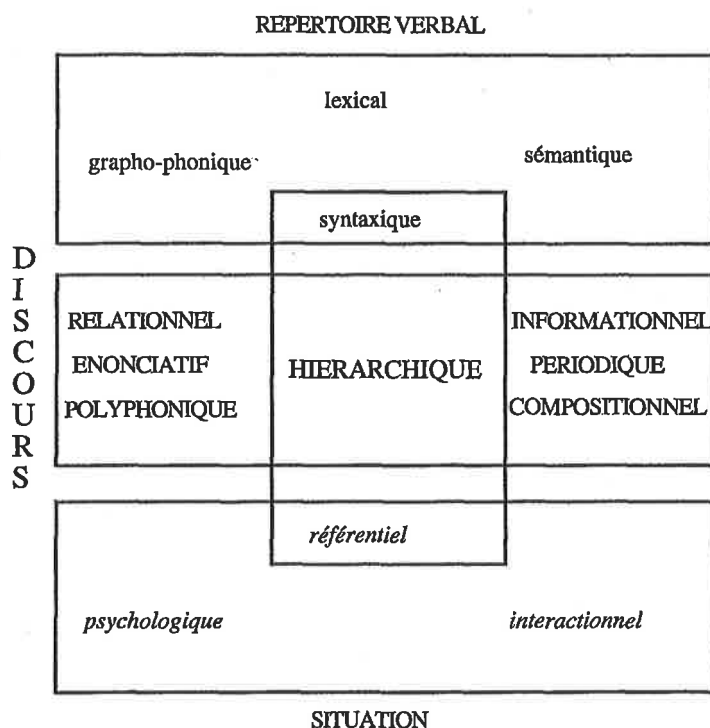 REPERTOIRE VERBAL
lexical
grapho-phonique
sémantique
syntaxique
DISCOURS
RELATIONNEL
ENONCIATIF
POLYPHONIQUE
HIERARCHIQUE
INFORMATIONNEL
PERIODIQUE
COMPOSITIONNEL
référentiel
psychologique
interactionnel
SITUATION